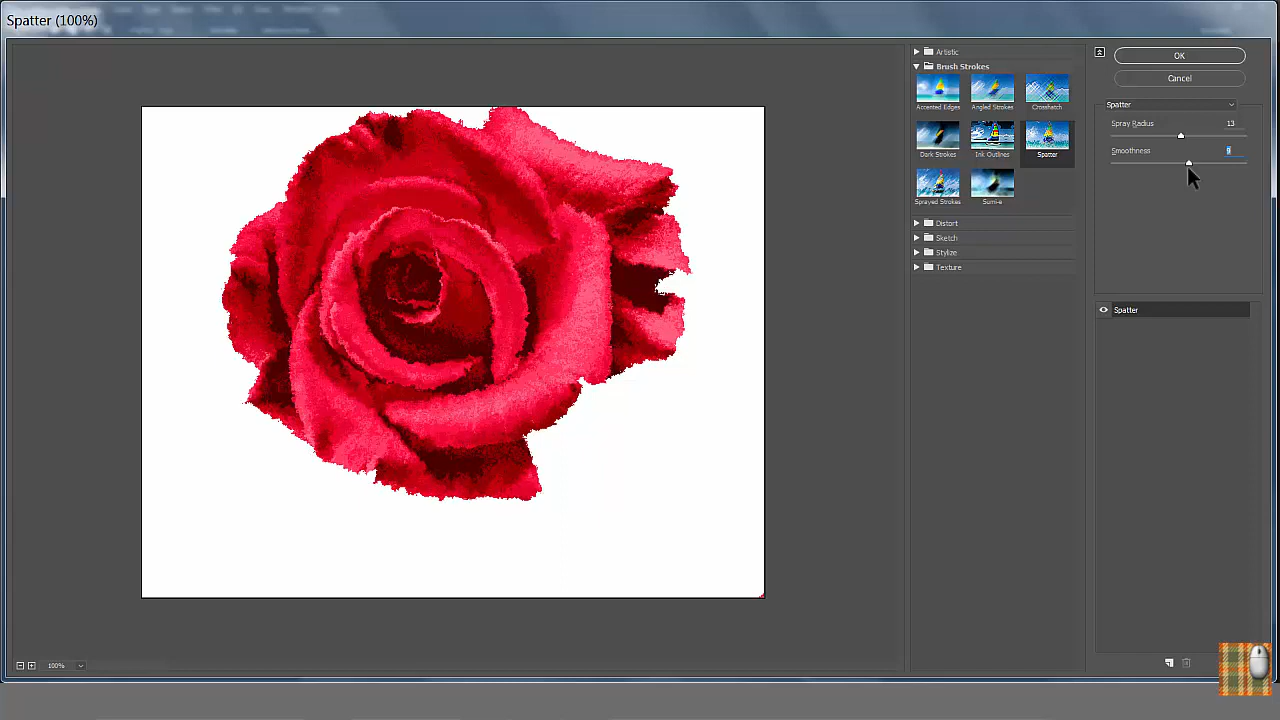 Spatter (100%)
Artistic
Brush Strokes
Accented Edges
Angled Strokes
Crosshatch
Dark Strokes
Ink Outlines
Spatter
Sprayed Strokes
Sumi-e
Distort
Sketch
Stylize
Texture
OK
Cancel
Spatter
Spray Radius 13
Smoothness 9
Spatter
100%